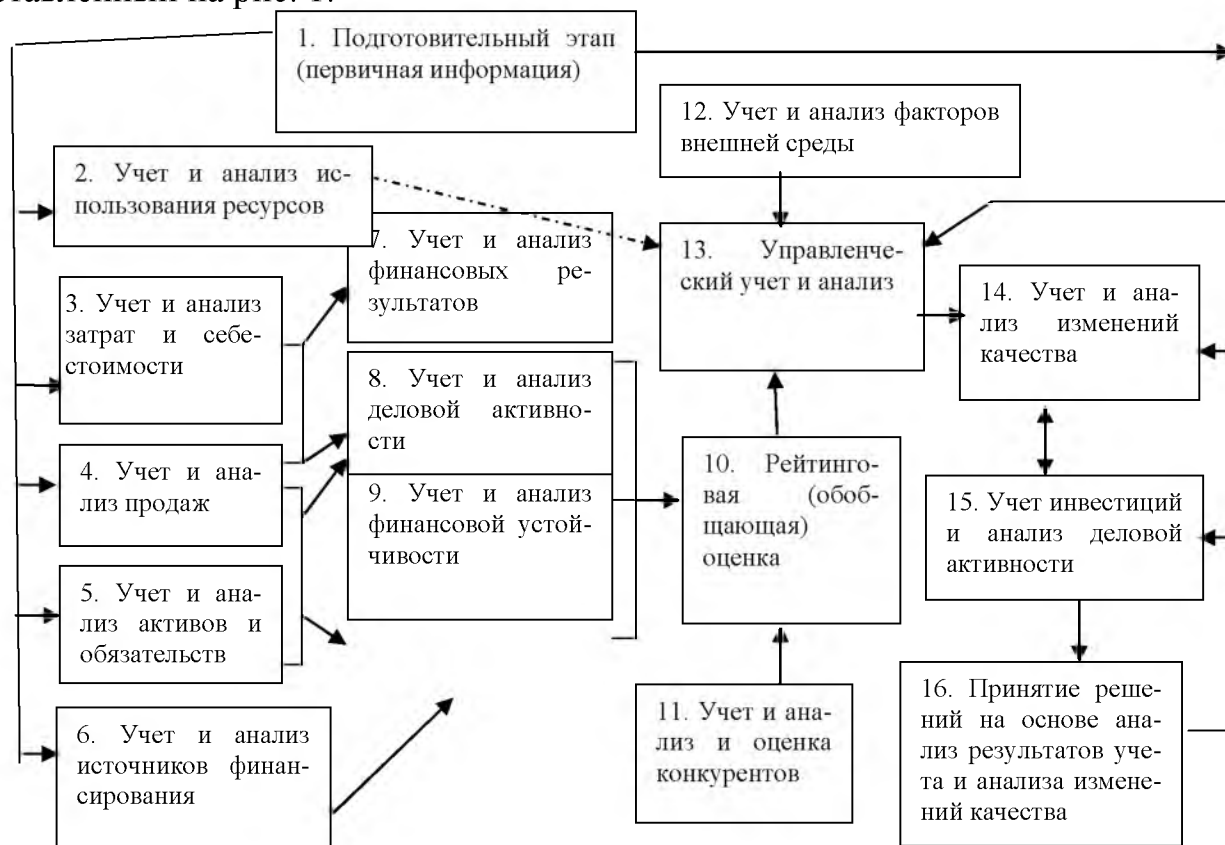 1. Подготовительный этап
(первичная информация)
12. Учет и анализ факторов
внешней среды
2. Учет и анализ ис-
пользования ресурсов
7. Учет и анализ
финансовых ре-
зультатов
13. Управленче-
ский учет и анализ
3. Учет и анализ
затрат и себе-
стоимости
14. Учет и ана-
лиз изменений
качества
8. Учет и анализ
деловой активно-
сти
4. Учет и ана-
лиз продаж
10. Рейтинго-
вая (обоб-
щающая)
оценка
9. Учет и анализ
финансовой устой-
чивости
15. Учет инвестиций
и анализ деловой
активности
5. Учет и ана-
лиз активов и
обязательств
16. Принятие реше-
ний на основе ана-
лиз результатов уче-
та и анализа измене-
ний качества
11. Учет и ана-
лиз и оценка
конкурентов
6. Учет и анализ
источников финан-
сирования